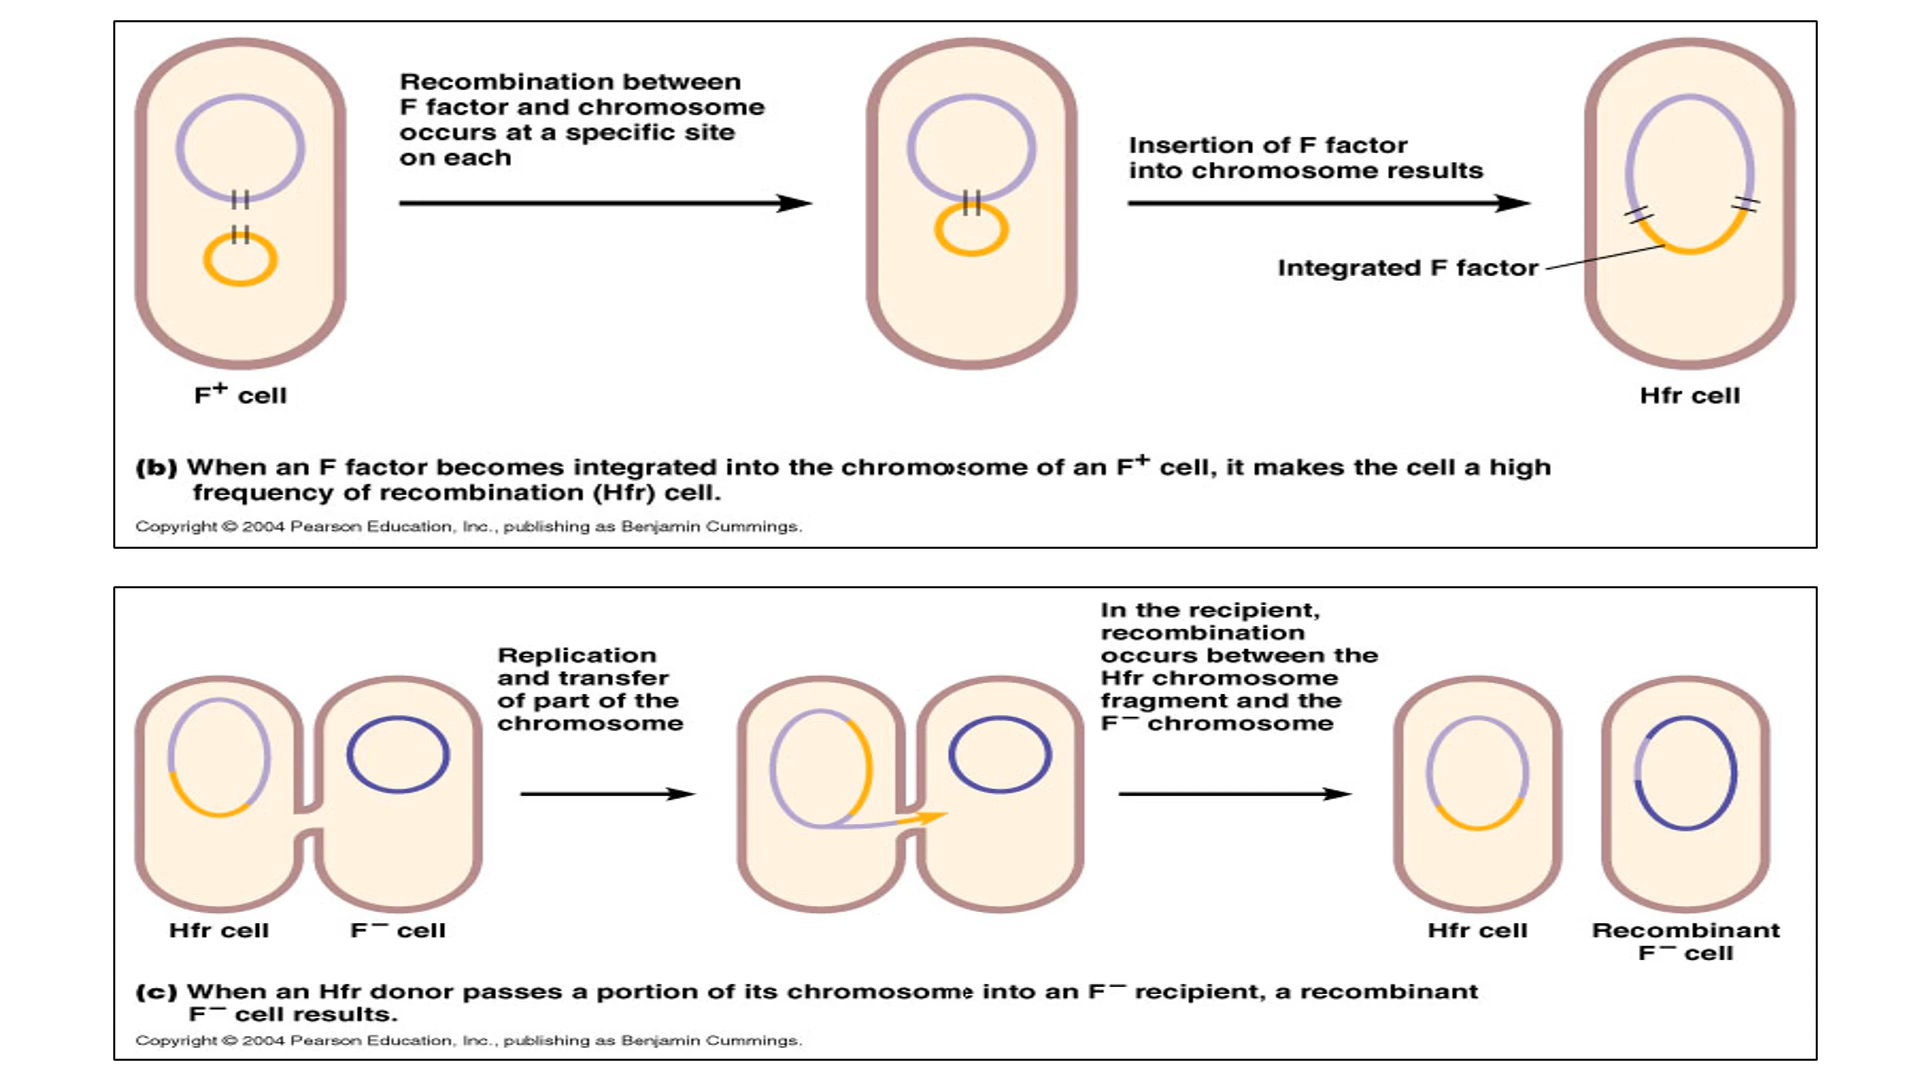 Recombination between
F factor and chromosome
occurs at a specific site
on each
Insertion of F factor
into chromosome results
Integrated F factor
F⁺ cell
Hfr cell
(b) When an F factor becomes integrated into the chromosome of an F⁺ cell, it makes the cell a high
frequency of recombination (Hfr) cell.
Copyright © 2004 Pearson Education, Inc., publishing as Benjamin Cummings.
Replication
and transfer
of part of the
chromosome
In the recipient,
recombination
occurs between the
Hfr chromosome
fragment and the
F⁻ chromosome
Hfr cell
F⁻ cell
Hfr cell
Recombinant
F⁻ cell
(c) When an Hfr donor passes a portion of its chromosome into an F⁻ recipient, a recombinant
F⁻ cell results.
Copyright © 2004 Pearson Education, Inc., publishing as Benjamin Cummings.